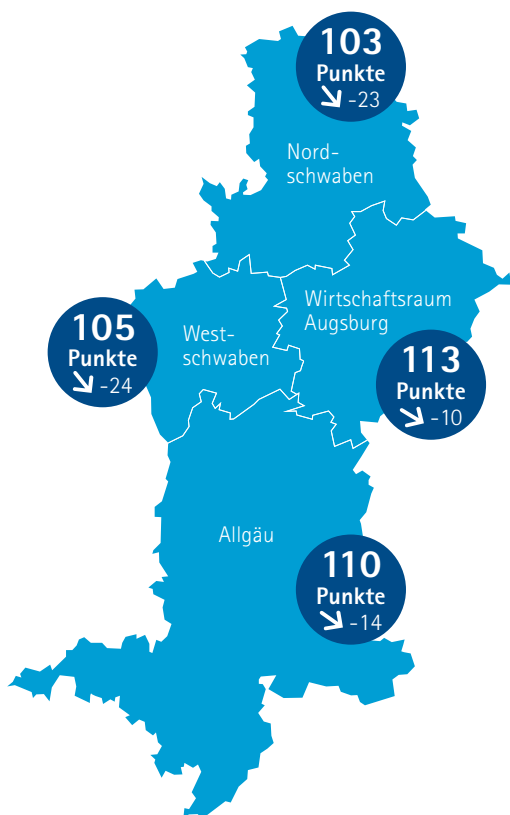 103
Punkte
-23
Nord-
schwaben
Wirtschaftsraum
Augsburg
105
Punkte
-24
West-
schwaben
113
Punkte
-10
Allgäu
110
Punkte
-14